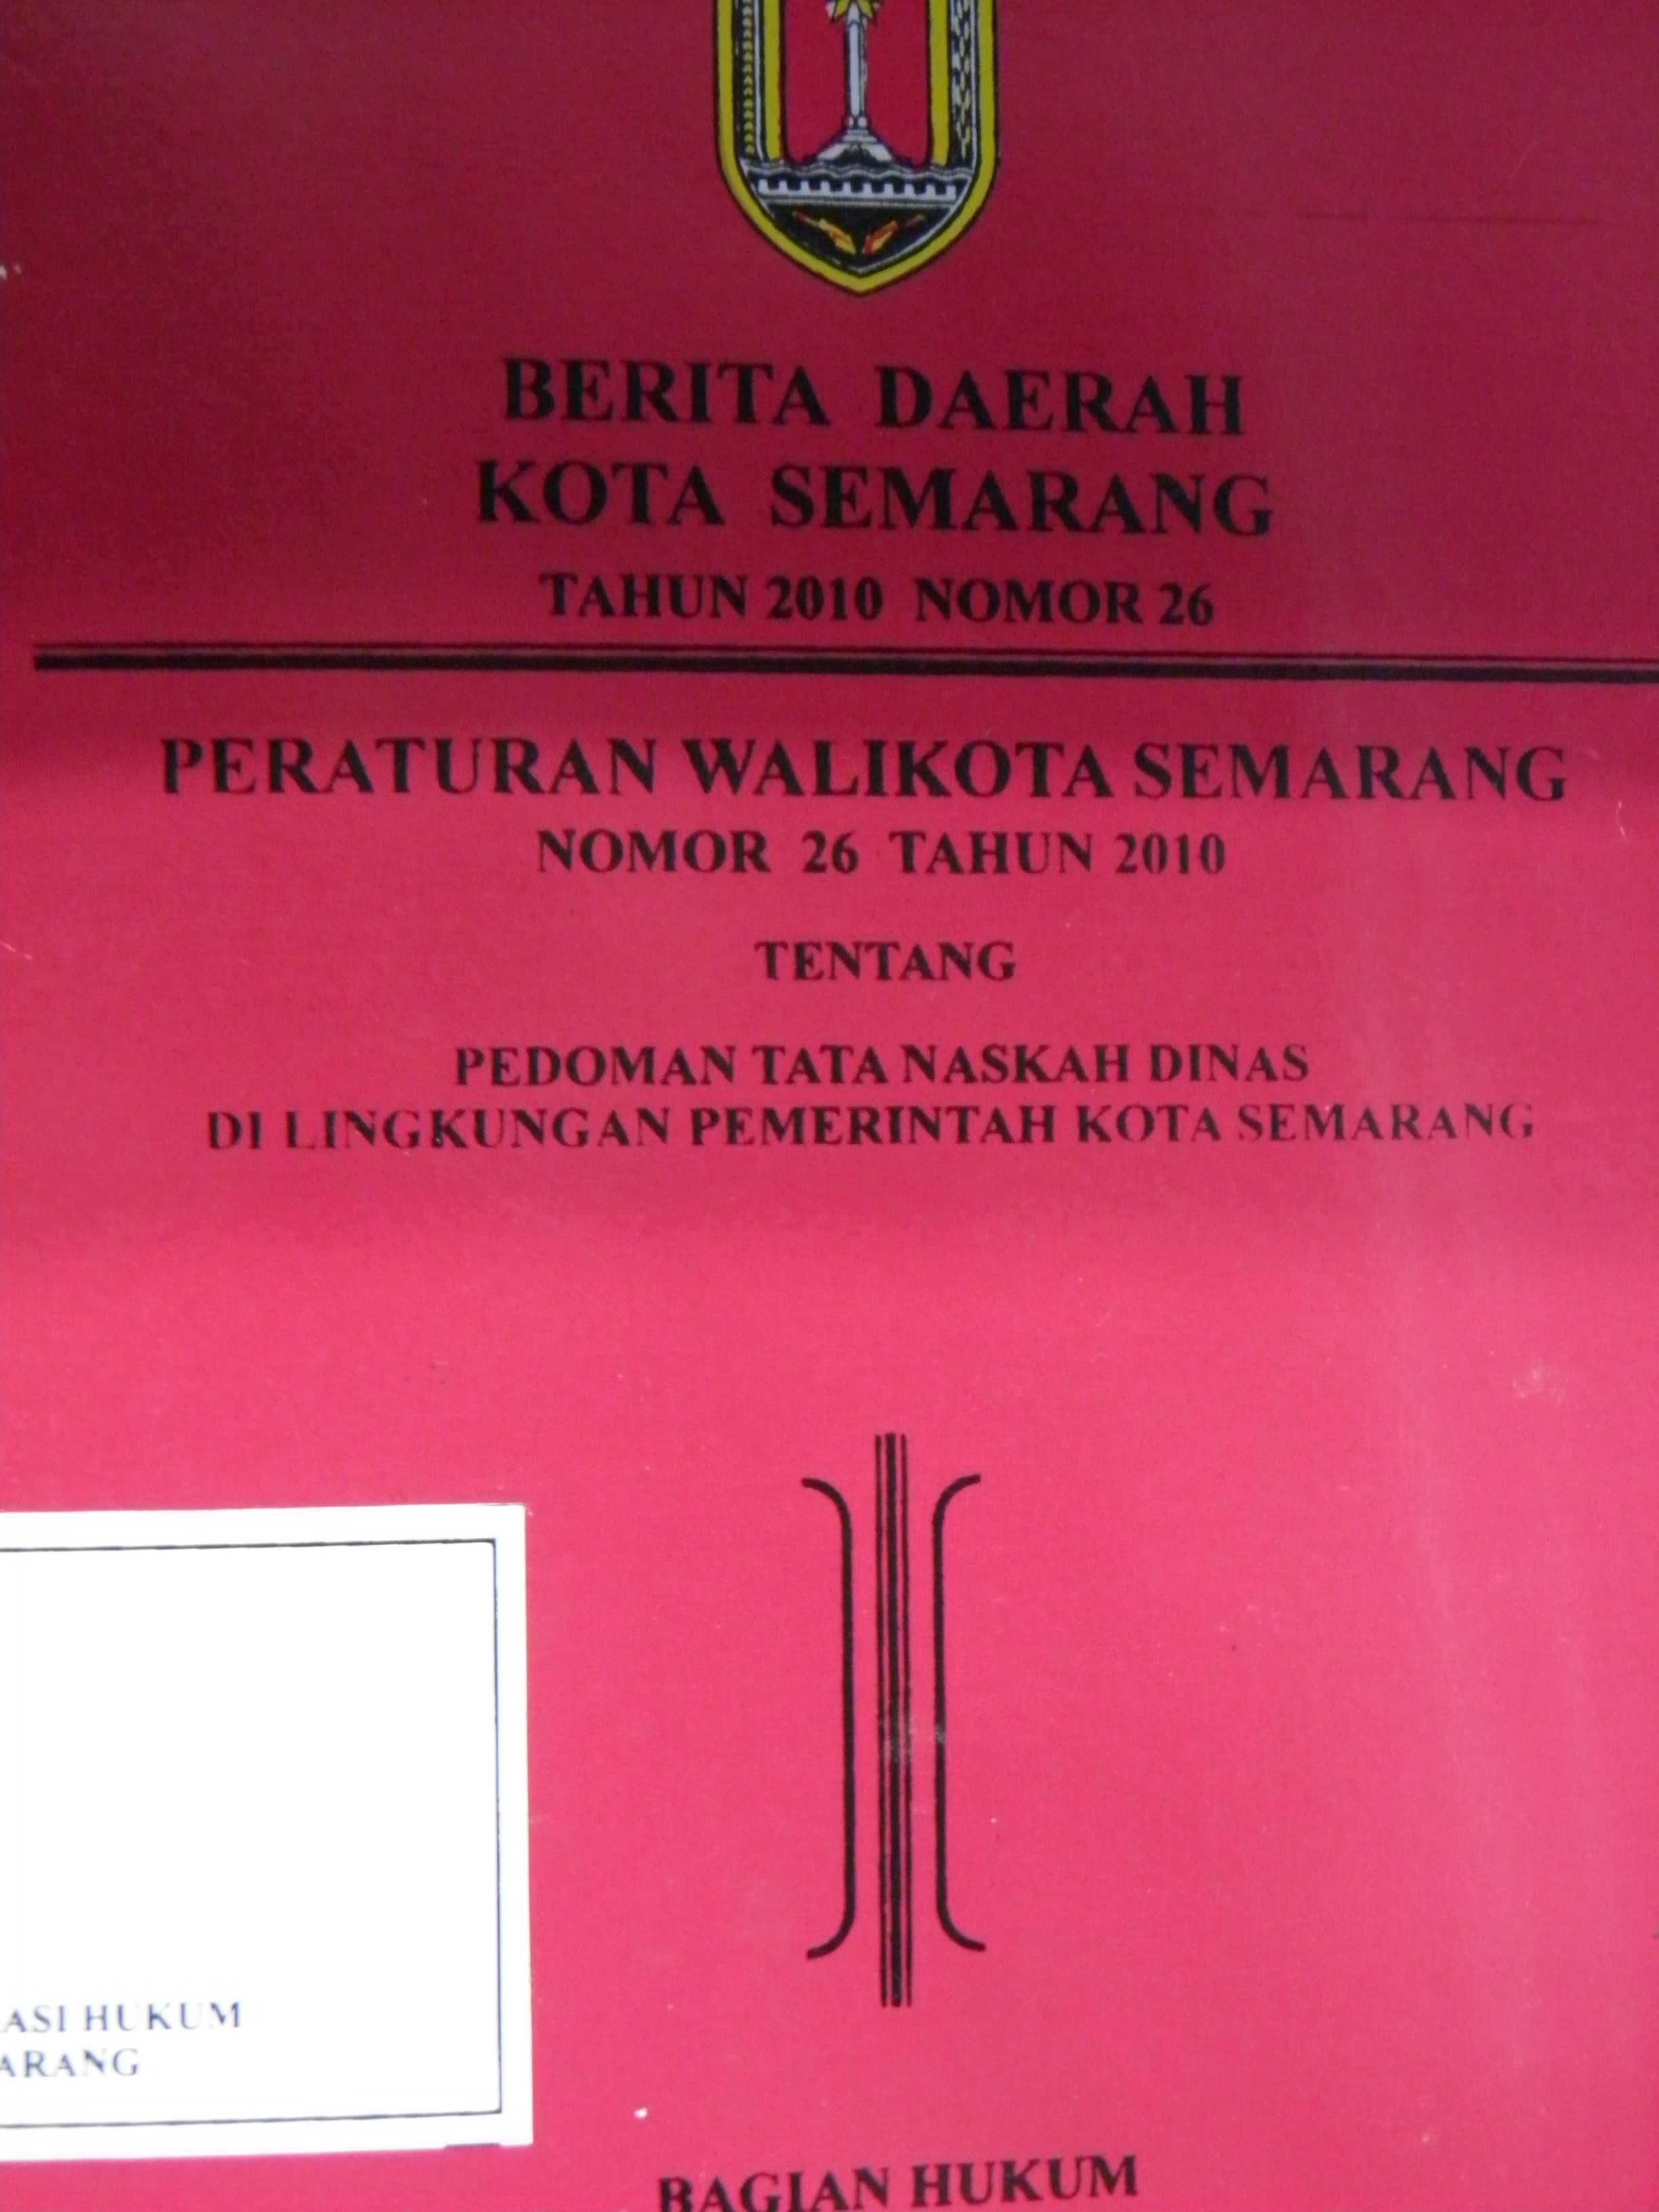 BERITA DAERAH
KOTA SEMARANG
TAHUN 2010 NOMOR 26
PERATURAN WALIKOTA SEMARANG
NOMOR 26 TAHUN 2010
TENTANG
PEDOMAN TATA NASKAH DINAS
DI LINGKUNGAN PEMERINTAH KOTA SEMARANG
ASI HUKUM
ARANG
BAGIAN HUKUM